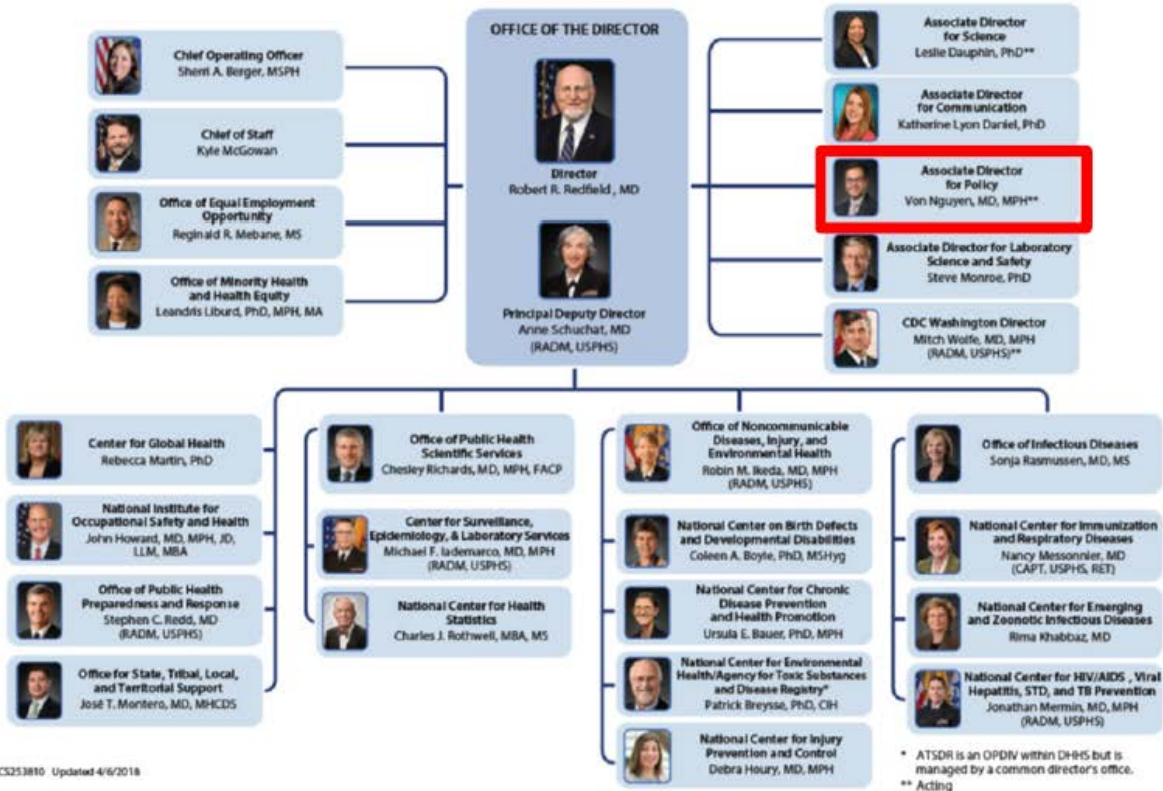 OFFICE OF THE DIRECTOR
Director
Robert R. Redfield , MD
Principal Deputy Director
Anne Schuchat, MD
(RADM, USPHS)
Chief Operating Officer
Sherri A. Berger, MSPH
Chief of Staff
Kyle McGowan
Office of Equal Employment
Opportunity
Reginald R. Mebane, MS
Office of Minority Health
and Health Equity
Leandris Liburd, PhD, MPH, MA
Associate Director
for Science
Leslie Dauphin, PhD**
Associate Director
for Communication
Katherine Lyon Daniel, PhD
Associate Director
for Policy
Von Nguyen, MD, MPH**
Associate Director for Laboratory
Science and Safety
Steve Monroe, PhD
CDC Washington Director
Mitch Wolfe, MD, MPH
(RADM, USPHS)**
Center for Global Health
Rebecca Martin, PhD
National Institute for
Occupational Safety and Health
John Howard, MD, MPH, JD,
LLM, MBA
Office of Public Health
Preparedness and Response
Stephen C. Redd, MD
(RADM, USPHS)
Office for State, Tribal, Local,
and Territorial Support
José T. Montero, MD, MHCDS
Office of Public Health
Scientific Services
Chesley Richards, MD, MPH, FACP
Center for Surveillance,
Epidemiology, & Laboratory Services
Michael F. Iademarco, MD, MPH
(RADM, USPHS)
National Center for Health
Statistics
Charles J. Rothwell, MBA, MS
Office of Noncommunicable
Diseases, Injury, and
Environmental Health
Robin M. Ikeda, MD, MPH
(RADM, USPHS)
National Center on Birth Defects
and Developmental Disabilities
Coleen A. Boyle, PhD, MSHyg
National Center for Chronic
Disease Prevention
and Health Promotion
Ursula E. Bauer, PhD, MPH
National Center for Environmental
Health/Agency for Toxic Substances
and Disease Registry*
Patrick Breysse, PhD, CIH
National Center for Injury
Prevention and Control
Debra Houry, MD, MPH
Office of Infectious Diseases
Sonja Rasmussen, MD, MS
National Center for Immunization
and Respiratory Diseases
Nancy Messonnier, MD
(CAPT, USPHS, RET)
National Center for Emerging
and Zoonotic Infectious Diseases
Rima Khabbaz, MD
National Center for HIV/AIDS , Viral
Hepatitis, STD, and TB Prevention
Jonathan Mermin, MD, MPH
(RADM, USPHS)
CS253810 Updated 4/6/2018
* ATSDR is an OPDIV within DHHS but is
managed by a common director's office.
** Acting